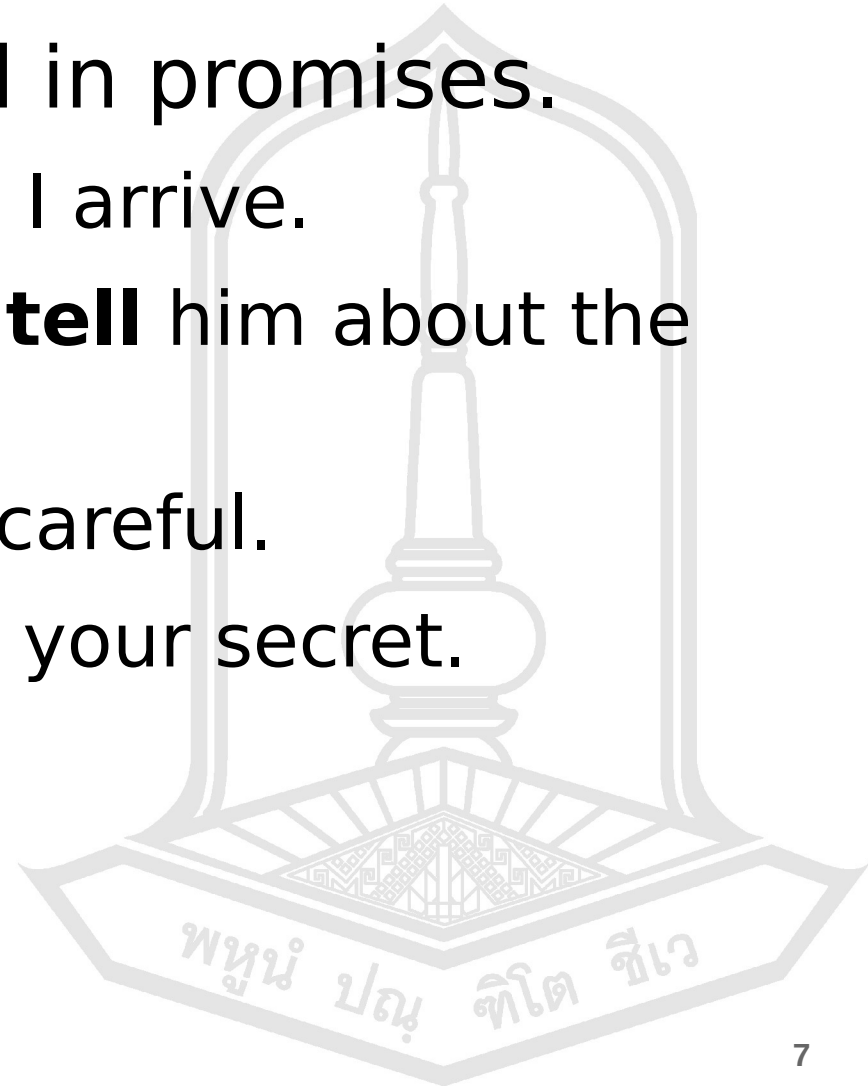 in promises.
I arrive.
tell him about the
careful.
your secret.
พหูนํ ปณฺฑิโต ชีเว
7